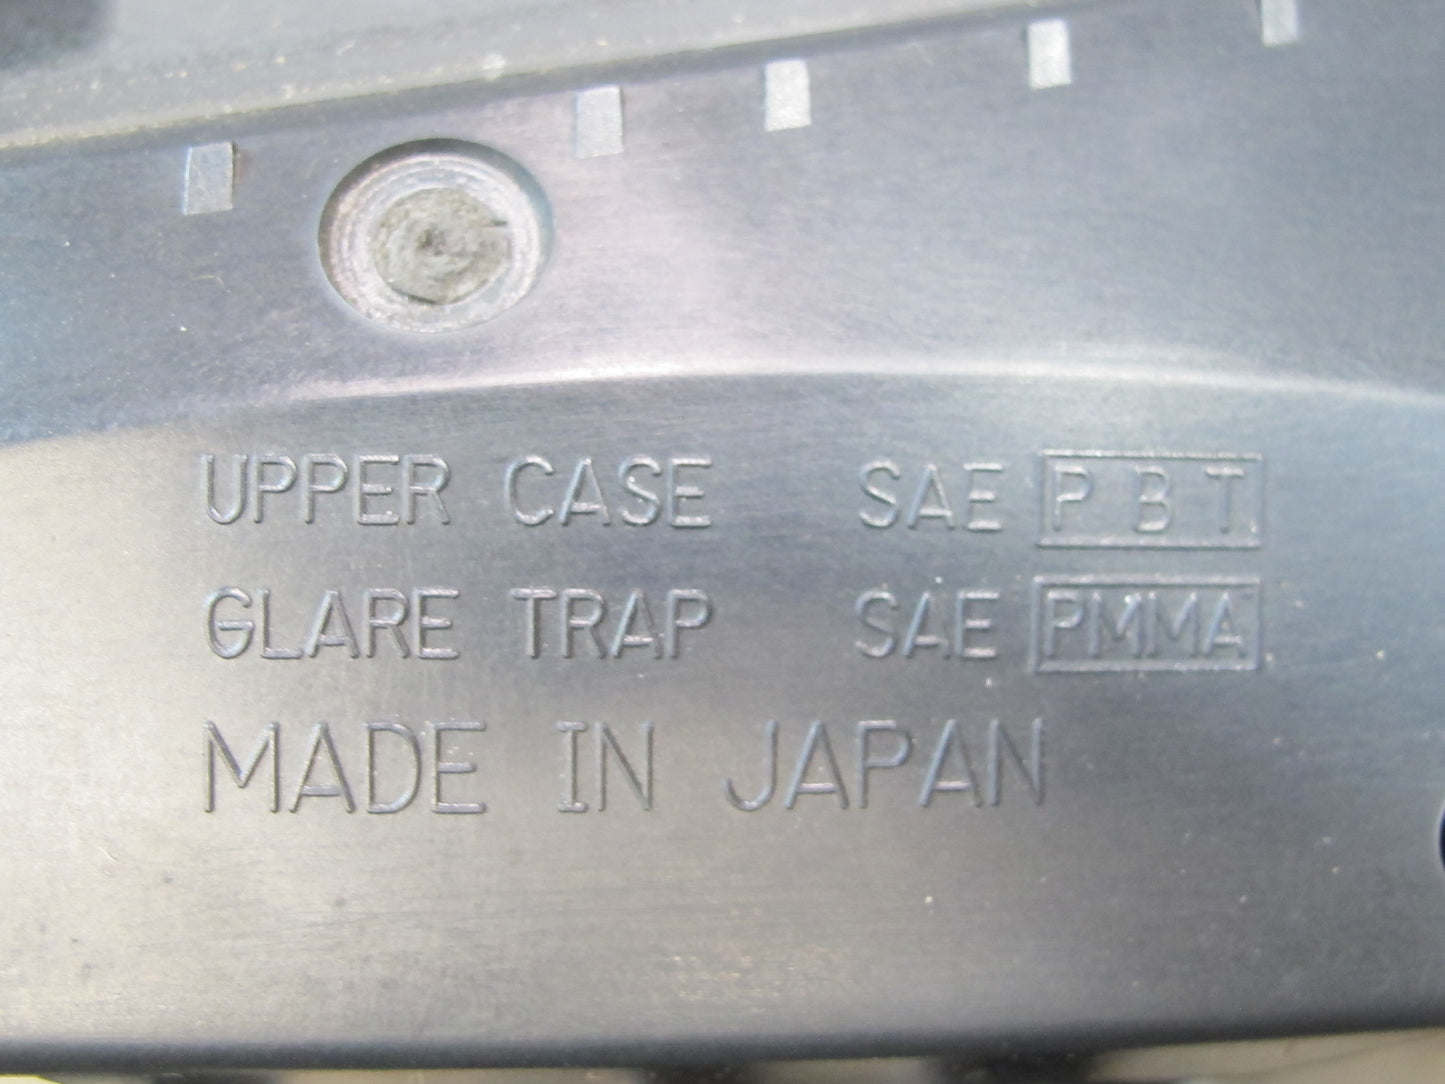 UPPER CASE SAE PBT
GLARE TRAP SAE PMMA
MADE IN JAPAN